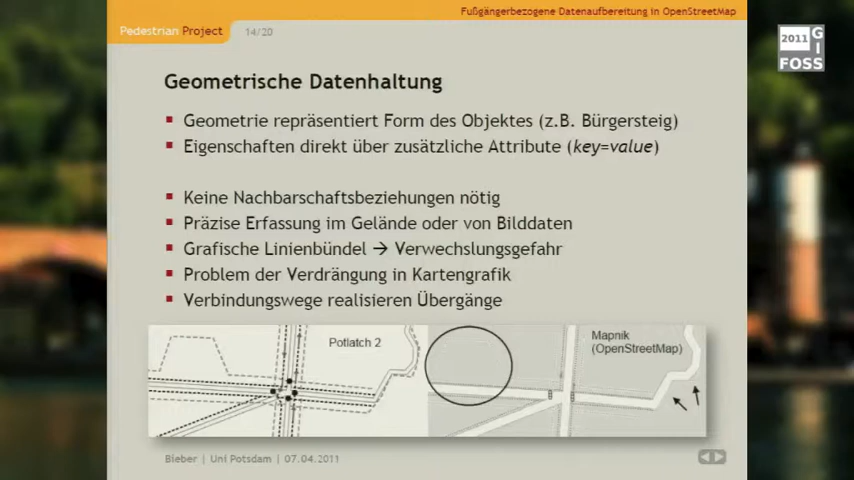 Fußgängerbezogene Datenaufbereitung in OpenStreetMap
Pedestrian Project
14/20
2011 GI
FOSS
Geometrische Datenhaltung
Geometrie repräsentiert Form des Objektes (z.B. Bürgersteig)
Eigenschaften direkt über zusätzliche Attribute (key=value)
Keine Nachbarschaftsbeziehungen nötig
Präzise Erfassung im Gelände oder von Bilddaten
Grafische Linienbündel → Verwechslungsgefahr
Problem der Verdrängung in Kartengrafik
Verbindungswege realisieren Übergänge
Potlatch 2
Mapnik
(OpenStreetMap)
Bieber | Uni Potsdam | 07.04.2011